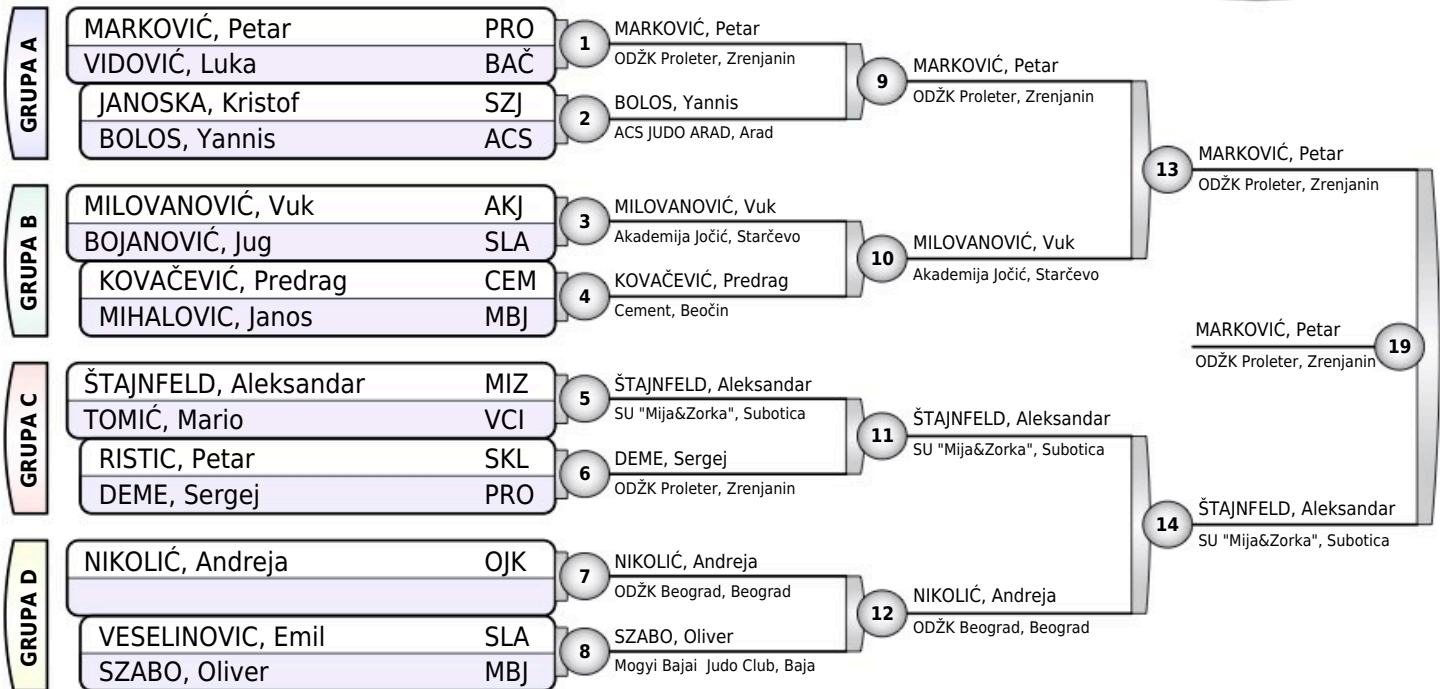 GRUPA A
MARKOVIĆ, Petar PRO
VIDOVIĆ, Luka BAČ
JANOSKA, Kristof SZJ
BOLOS, Yannis ACS
1
MARKOVIĆ, Petar
ODŽK Proleter, Zrenjanin
2
BOLOS, Yannis
ACS JUDO ARAD, Arad
9
MARKOVIĆ, Petar
ODŽK Proleter, Zrenjanin
GRUPA B
MILOVANOVIĆ, Vuk AKJ
BOJANOVIĆ, Jug SLA
KOVAČEVIĆ, Predrag CEM
MIHALOVIC, Janos MBJ
3
MILOVANOVIĆ, Vuk
Akademija Jočić, Starčevo
4
KOVAČEVIĆ, Predrag
Cement, Beočin
10
MILOVANOVIĆ, Vuk
Akademija Jočić, Starčevo
13
MARKOVIĆ, Petar
ODŽK Proleter, Zrenjanin
GRUPA C
ŠTAJNFELD, Aleksandar MIZ
TOMIĆ, Mario VCI
RISTIC, Petar SKL
DEME, Sergej PRO
5
ŠTAJNFELD, Aleksandar
SU "Mija&Zorka", Subotica
6
DEME, Sergej
ODŽK Proleter, Zrenjanin
11
ŠTAJNFELD, Aleksandar
SU "Mija&Zorka", Subotica
GRUPA D
NIKOLIĆ, Andreja OJK
VESELINOVIC, Emil SLA
SZABO, Oliver MBJ
7
NIKOLIĆ, Andreja
ODŽK Beograd, Beograd
8
SZABO, Oliver
Mogyi Bajai Judo Club, Baja
12
NIKOLIĆ, Andreja
ODŽK Beograd, Beograd
14
ŠTAJNFELD, Aleksandar
SU "Mija&Zorka", Subotica
MARKOVIĆ, Petar
ODŽK Proleter, Zrenjanin
19